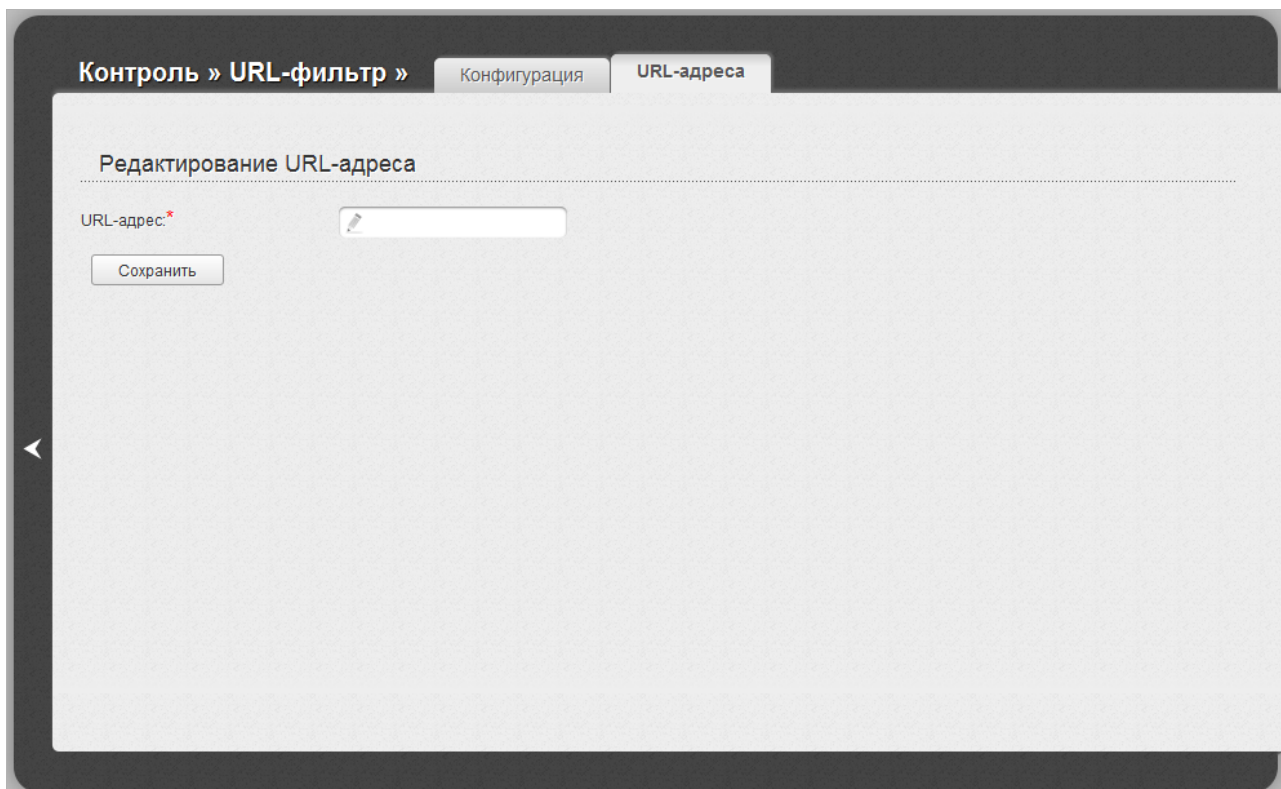 Контроль » URL-фильтр » Конфигурация URL-адреса
Редактирование URL-адреса
URL-адрес:*
Сохранить